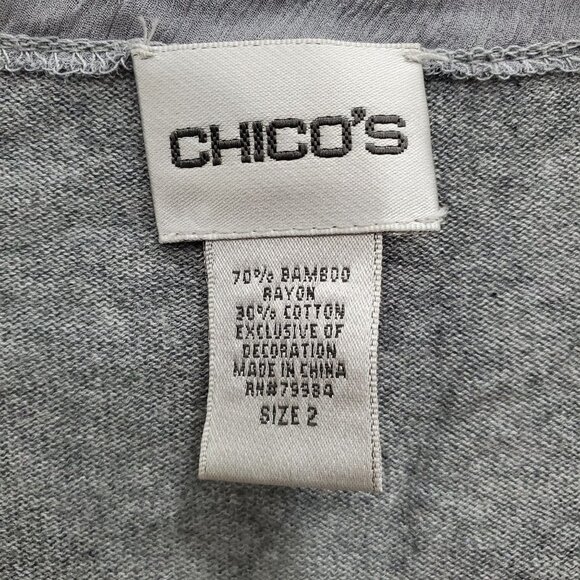 CHICO'S
70% BAMBOO
RAYON
30% COTTON
EXCLUSIVE OF
DECORATION
MADE IN CHINA
RN#79984
SIZE 2